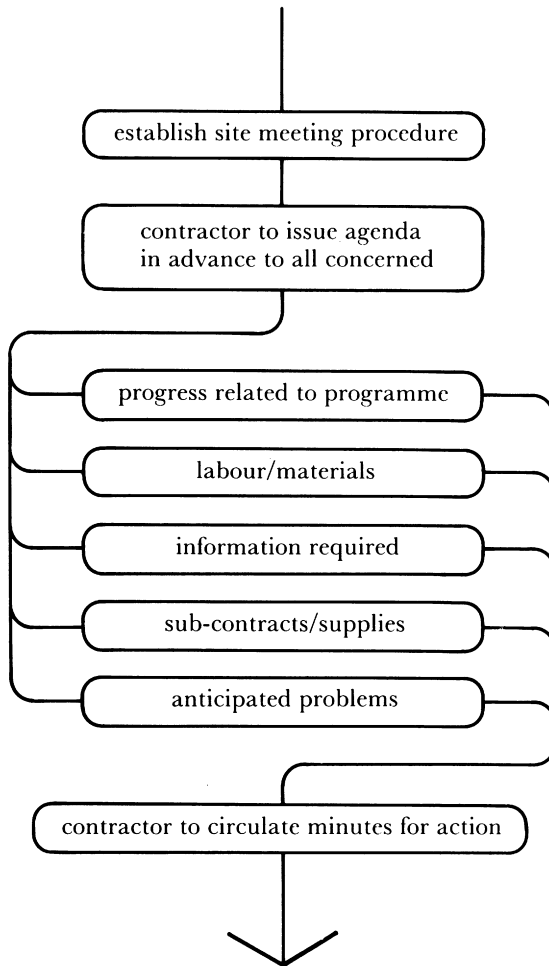 establish site meeting procedure
contractor to issue agenda
in advance to all concerned
progress related to programme
labour/materials
information required
sub-contracts/supplies
anticipated problems
contractor to circulate minutes for action